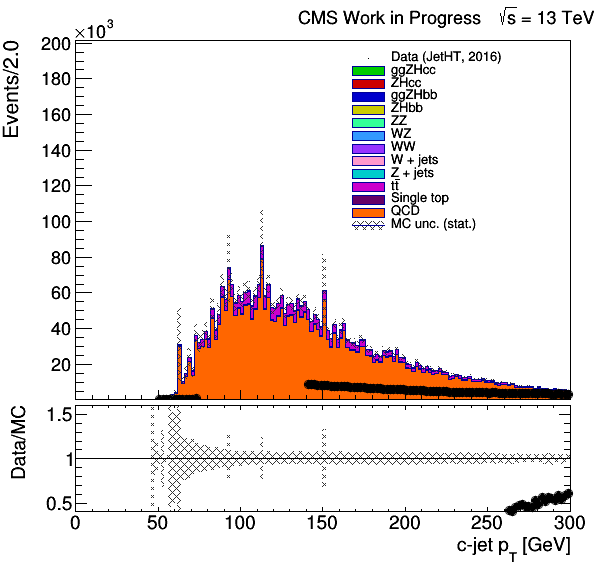 CMS Work in Progress √s = 13 TeV
×10³
Events/2.0
200
180
160
140
120
100
80
60
40
20
Data (JetHT, 2016)
ggZHcc
ZHcc
ggZHbb
ZHbb
ZZ
WZ
WW
W + jets
Z + jets
tt̄
Single top
QCD
MC unc. (stat.)
Data/MC
1.5
1
0.5
0 50 100 150 200 250 300
c-jet p_T [GeV]